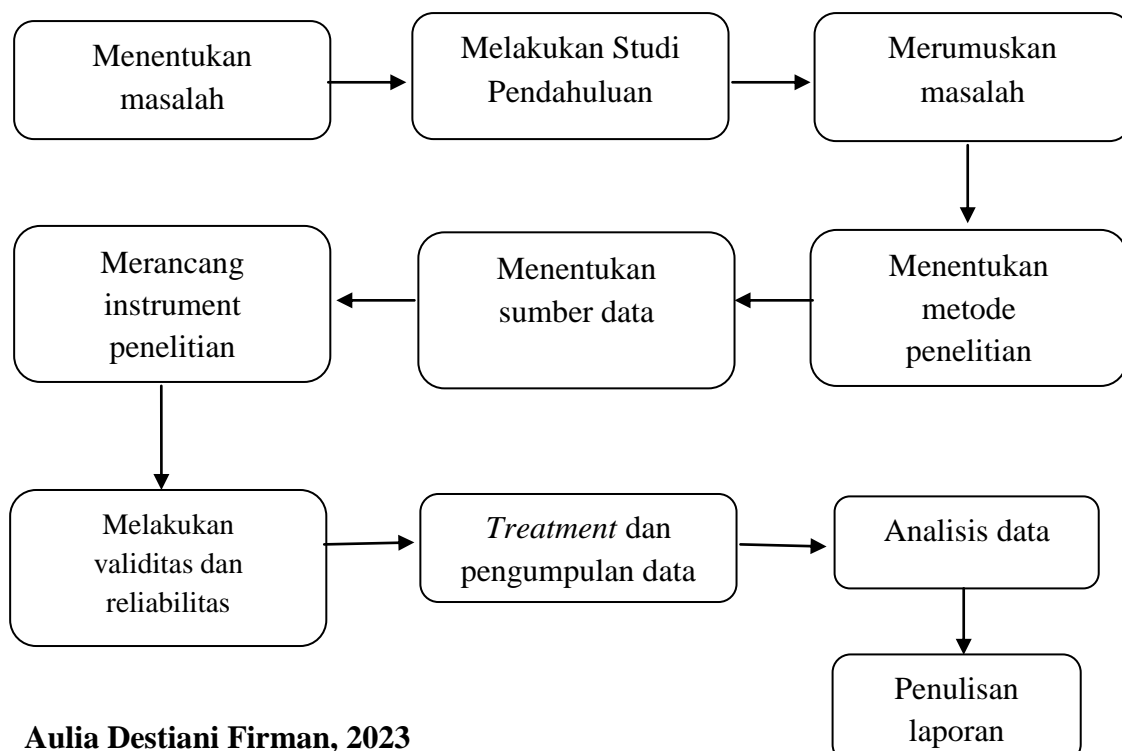 Menentukan
masalah
Melakukan Studi
Pendahuluan
Merumuskan
masalah
Menentukan
metode
penelitian
Menentukan
sumber data
Merancang
instrument
penelitian
Melakukan
validitas dan
reliabilitas
Treatment dan
pengumpulan data
Analisis data
Penulisan
laporan
Aulia Destiani Firman, 2023